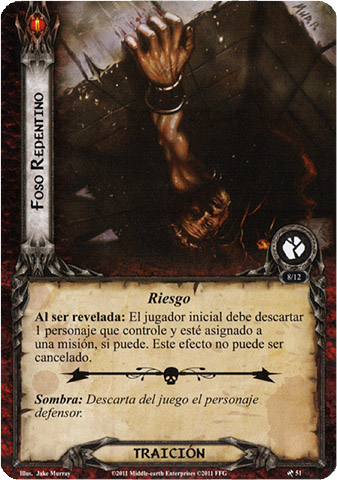 FOSO REPENTINO
8/12
Riesgo
Al ser revelada: El jugador inicial debe descartar
1 personaje que controle y esté asignado a
una misión, si puede. Este efecto no puede ser
cancelado.
Sombra: Descarta del juego el personaje
defensor.
TRAICIÓN
Illus. Jake Murray
©2011 Middle-earth Enterprises ©2011 FFG
51